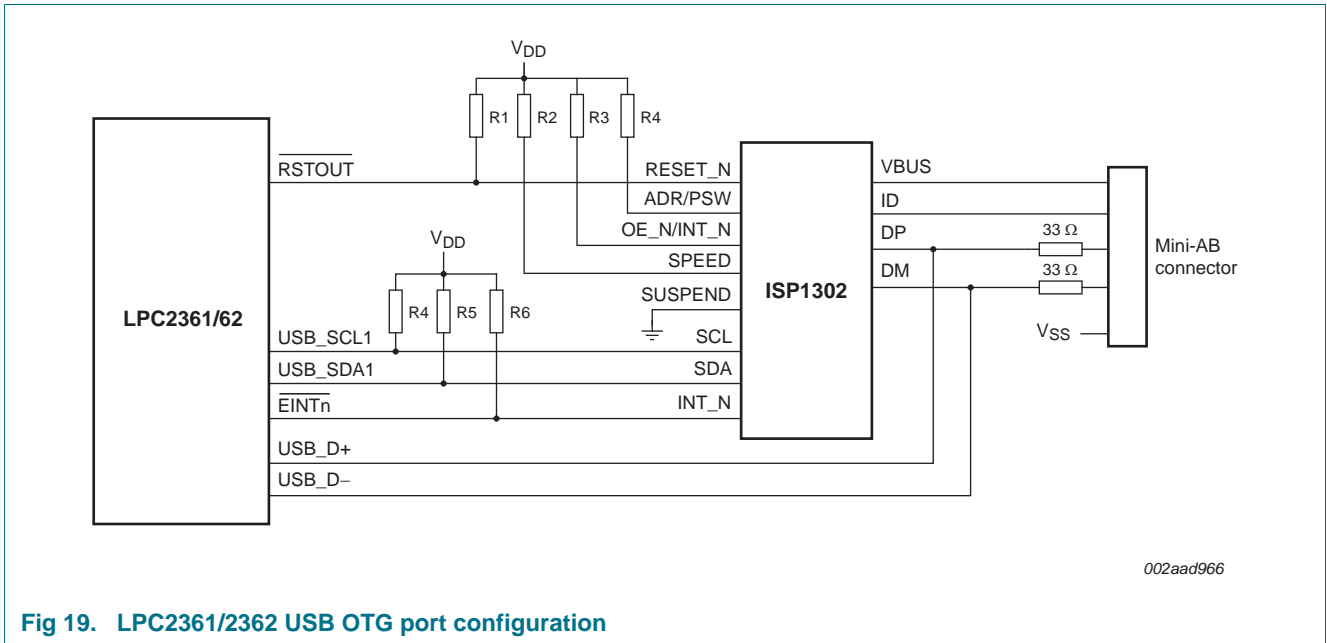 VDD
R1 R2 R3 R4
RSTOUT
RESET_N
ADR/PSW
OE_N/INT_N
SPEED
SUSPEND
VDD
R4 R5 R6
LPC2361/62
ISP1302
USB_SCL1
SCL
USB_SDA1
SDA
EINTn
INT_N
USB_D+
USB_D−
VBUS
ID
DP
33 Ω
DM
33 Ω
VSS
Mini-AB
connector
002aad966
Fig 19. LPC2361/2362 USB OTG port configuration